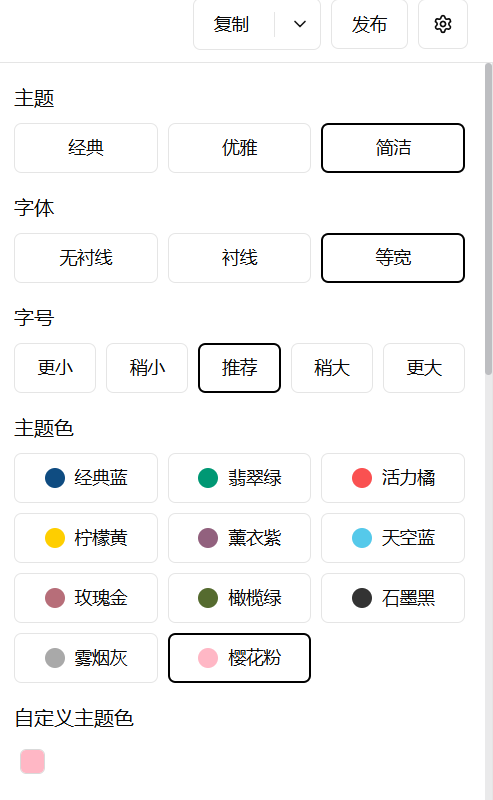 复制 发布
主题
经典 优雅 简洁
字体
无衬线 衬线 等宽
字号
更小 稍小 推荐 稍大 更大
主题色
经典蓝 翡翠绿 活力橘
柠檬黄 薰衣紫 天空蓝
玫瑰金 橄榄绿 石墨黑
雾烟灰 樱花粉
自定义主题色